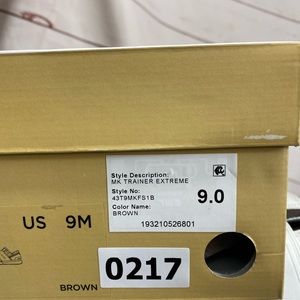 Style Description:
MK TRAINER EXTREME
Style No:
43T9MKFS1B
9.0
Color Name:
BROWN
193210526801
US 9M
0217
BROWN